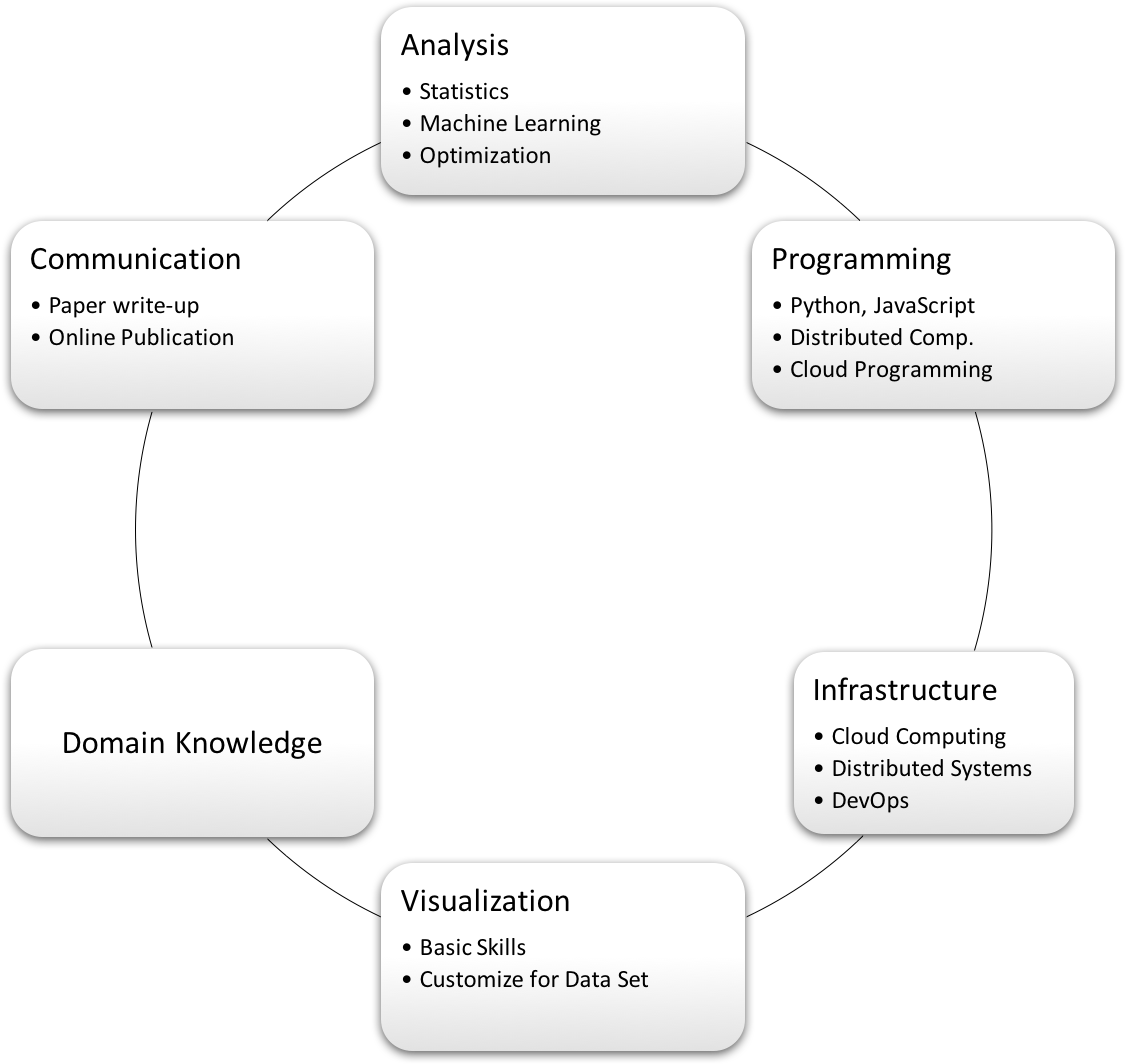 Analysis
• Statistics
• Machine Learning
• Optimization
Communication
• Paper write-up
• Online Publication
Programming
• Python, JavaScript
• Distributed Comp.
• Cloud Programming
Domain Knowledge
Infrastructure
• Cloud Computing
• Distributed Systems
• DevOps
Visualization
• Basic Skills
• Customize for Data Set